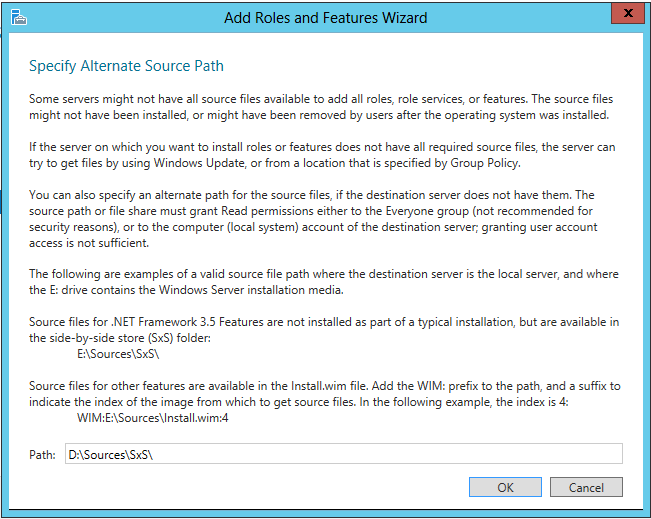 Add Roles and Features Wizard
x
Specify Alternate Source Path
Some servers might not have all source files available to add all roles, role services, or features. The source files
might not have been installed, or might have been removed by users after the operating system was installed.
If the server on which you want to install roles or features does not have all required source files, the server can
try to get files by using Windows Update, or from a location that is specified by Group Policy.
You can also specify an alternate path for the source files, if the destination server does not have them. The
source path or file share must grant Read permissions either to the Everyone group (not recommended for
security reasons), or to the computer (local system) account of the destination server; granting user account
access is not sufficient.
The following are examples of a valid source file path where the destination server is the local server, and where
the E: drive contains the Windows Server installation media.
Source files for .NET Framework 3.5 Features are not installed as part of a typical installation, but are available in
the side-by-side store (SxS) folder:
E:\Sources\SxS\
Source files for other features are available in the Install.wim file. Add the WIM: prefix to the path, and a suffix to
indicate the index of the image from which to get source files. In the following example, the index is 4:
WIM:E:\Sources\Install.wim:4
Path: D:\Sources\SxS\
OK Cancel